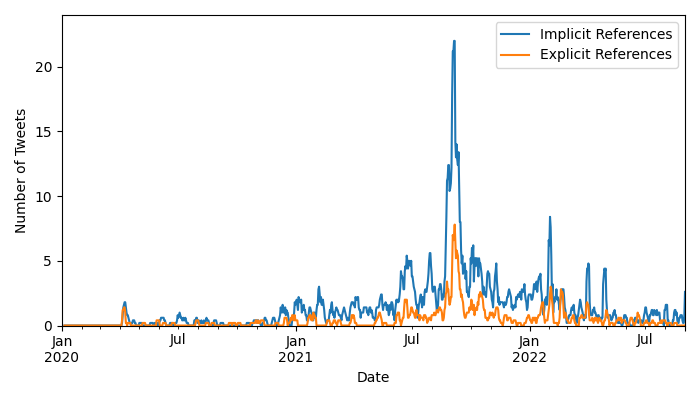 Implicit References
Explicit References
Number of Tweets
20
15
10
5
0
Jan
2020
Jul
Jan
2021
Jul
Jan
2022
Jul
Date